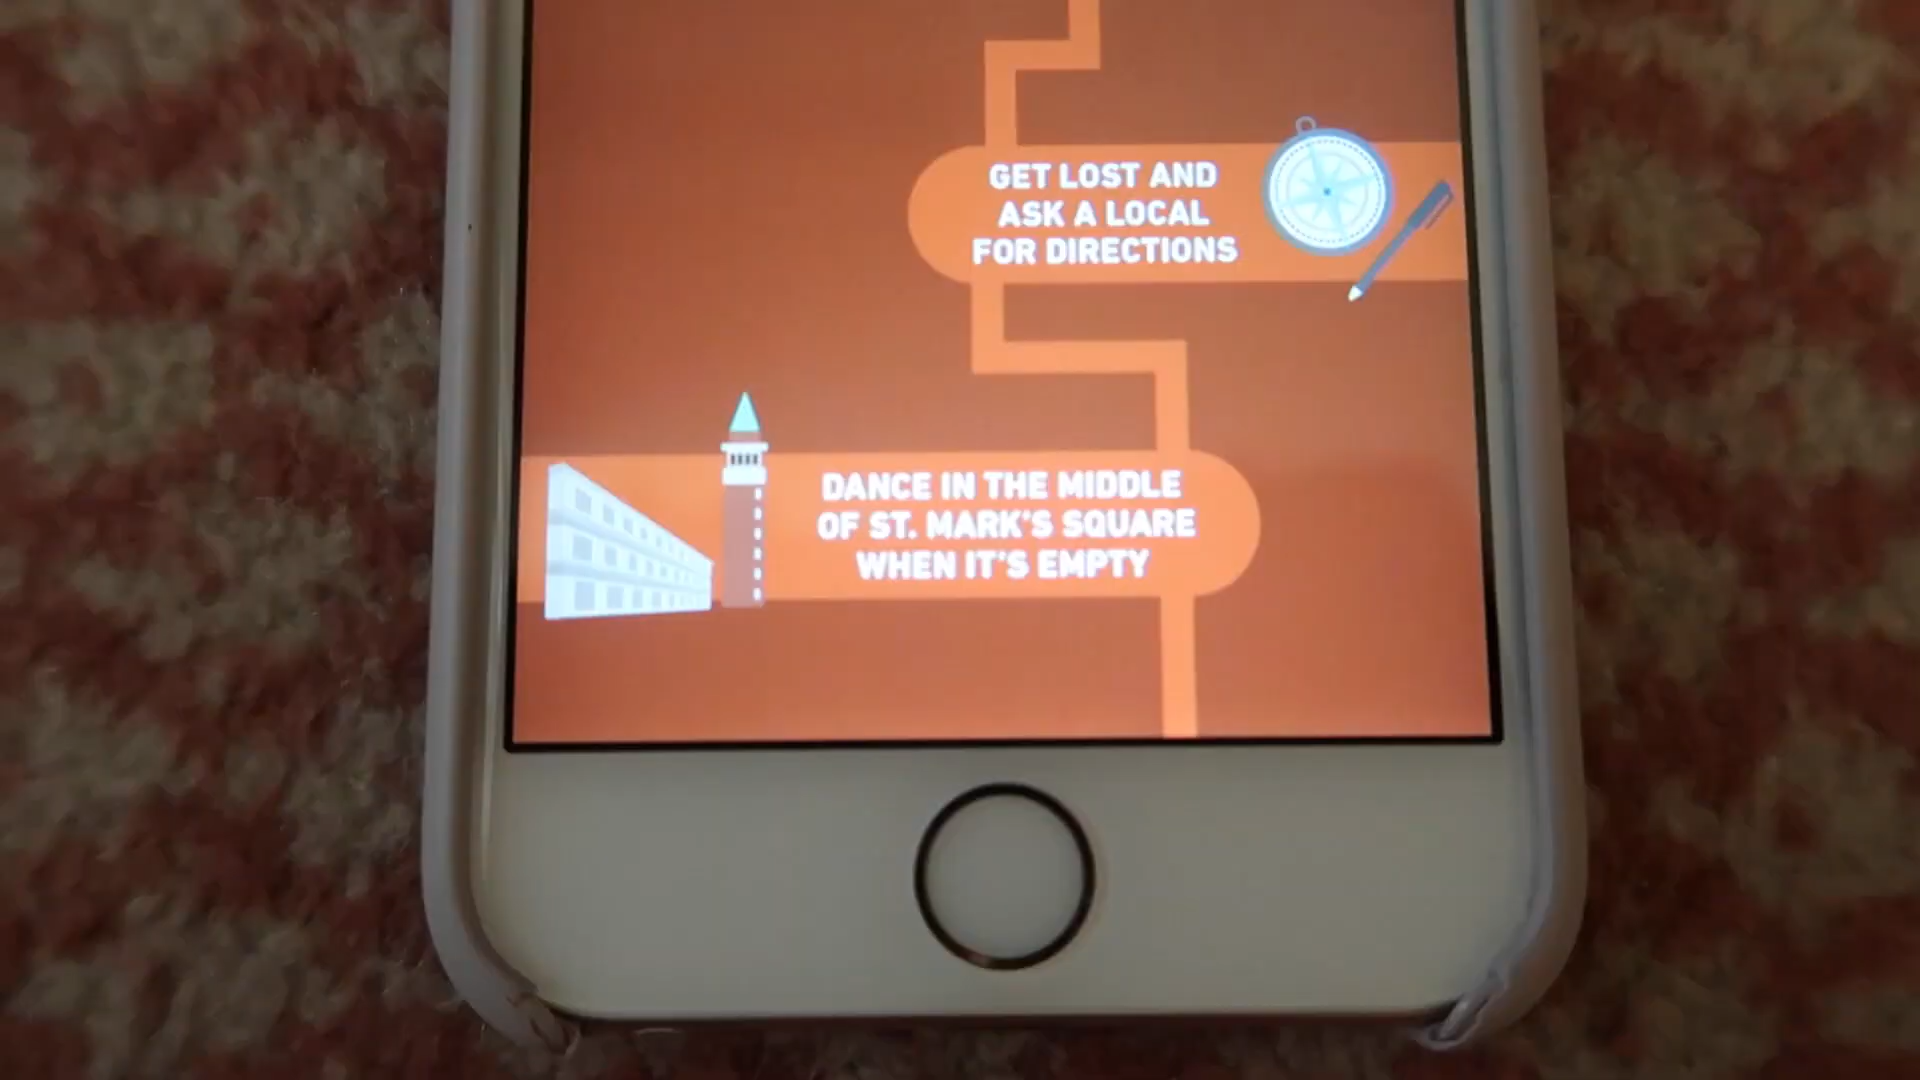 GET LOST AND
ASK A LOCAL
FOR DIRECTIONS
DANCE IN THE MIDDLE
OF ST. MARK'S SQUARE
WHEN IT'S EMPTY